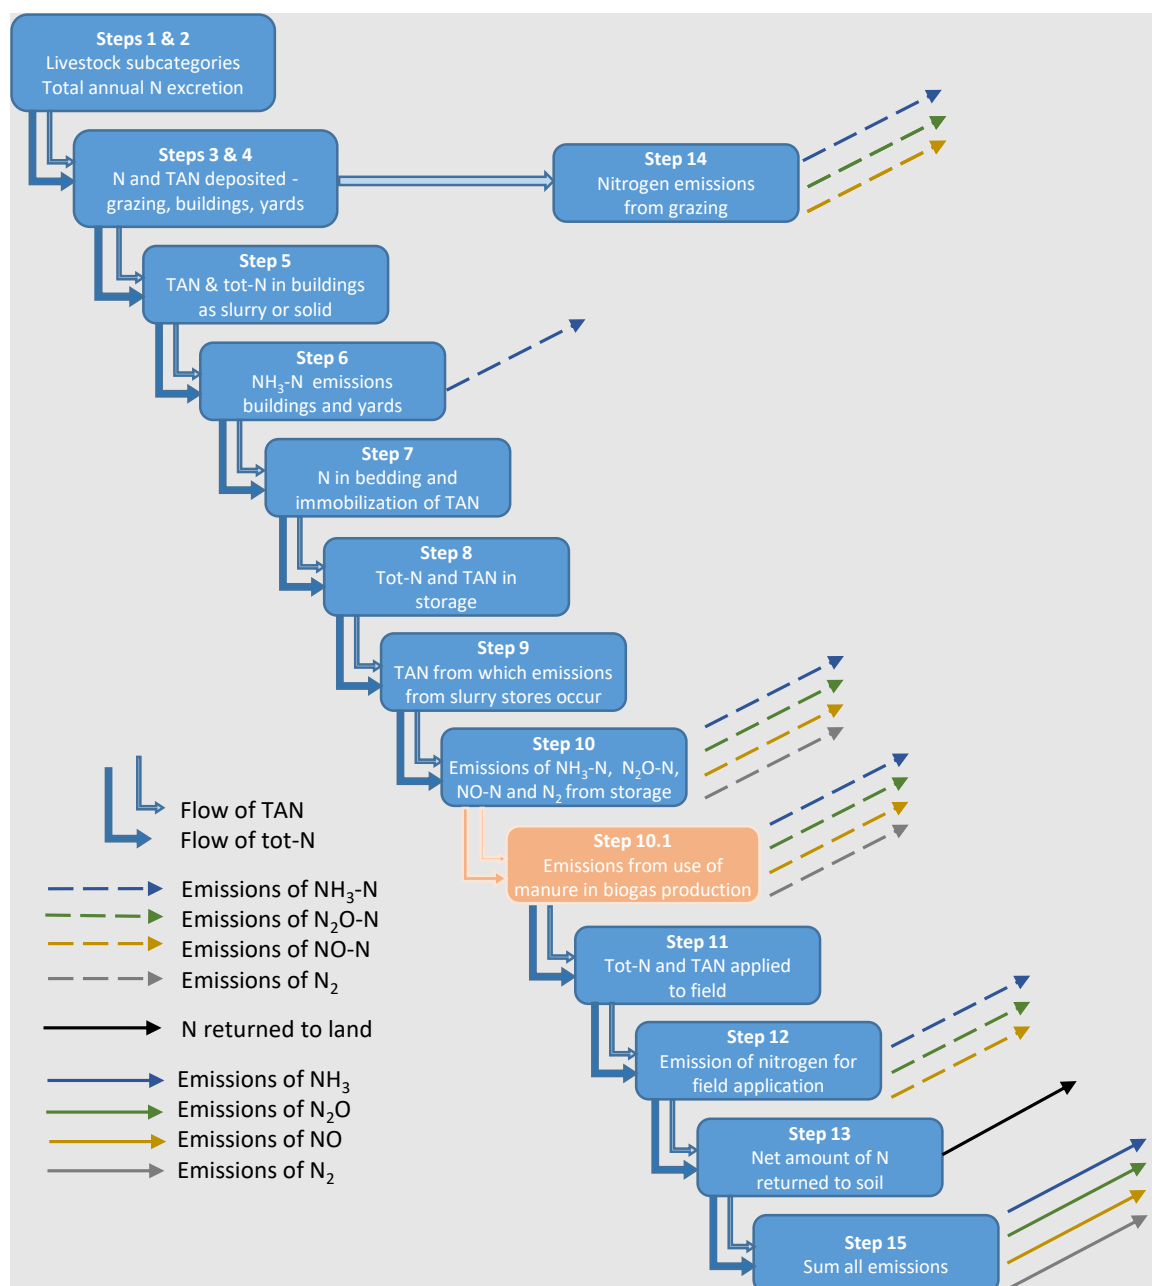 Steps 1 & 2
Livestock subcategories
Total annual N excretion
Steps 3 & 4
N and TAN deposited -
grazing, buildings, yards
Step 14
Nitrogen emissions
from grazing
Step 5
TAN & tot-N in buildings
as slurry or solid
Step 6
NH₃-N emissions
buildings and yards
Step 7
N in bedding and
immobilization of TAN
Step 8
Tot-N and TAN in
storage
Step 9
TAN from which emissions
from slurry stores occur
Step 10
Emissions of NH₃-N, N₂O-N,
NO-N and N₂ from storage
Step 10.1
Emissions from use of
manure in biogas production
Step 11
Tot-N and TAN applied
to field
Step 12
Emission of nitrogen for
field application
Step 13
Net amount of N
returned to soil
Step 15
Sum all emissions
Flow of TAN
Flow of tot-N
Emissions of NH₃-N
Emissions of N₂O-N
Emissions of NO-N
Emissions of N₂
N returned to land
Emissions of NH₃
Emissions of N₂O
Emissions of NO
Emissions of N₂